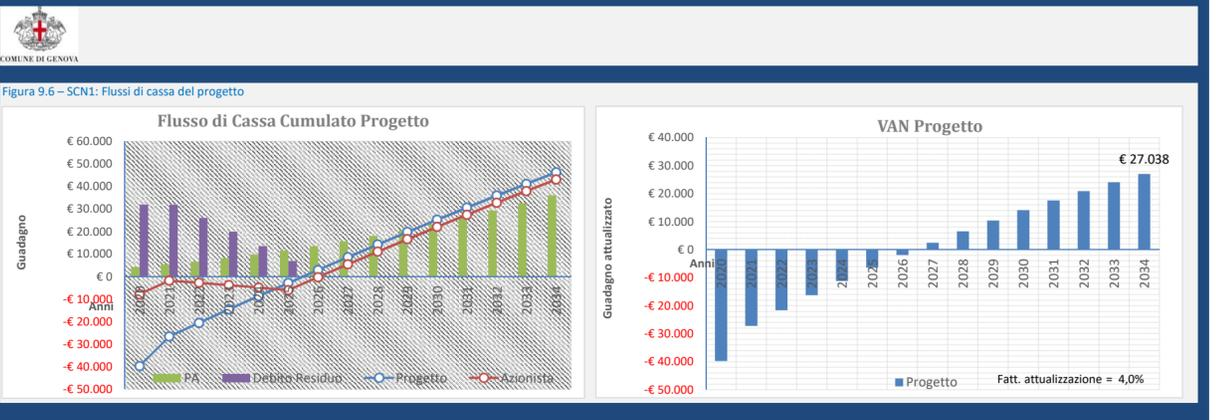 COMUNE DI GENOVA
Figura 9.6 – SCN1: Flussi di cassa del progetto
Flusso di Cassa Cumulato Progetto
Guadagno
€ 60.000
€ 50.000
€ 40.000
€ 30.000
€ 20.000
€ 10.000
€ 0
-€ 10.000
-€ 20.000
-€ 30.000
-€ 40.000
-€ 50.000
Anni
2020 2021 2022 2023 2024 2025 2026 2027 2028 2029 2030 2031 2032 2033 2034
PA Debito Residuo Progetto Azionista
VAN Progetto
Guadagno attualizzato
€ 40.000
€ 30.000
€ 20.000
€ 10.000
€ 0
-€ 10.000
-€ 20.000
-€ 30.000
-€ 40.000
-€ 50.000
€ 27.038
Anni
2020 2021 2022 2023 2024 2025 2026 2027 2028 2029 2030 2031 2032 2033 2034
Progetto
Fatt. attualizzazione = 4,0%